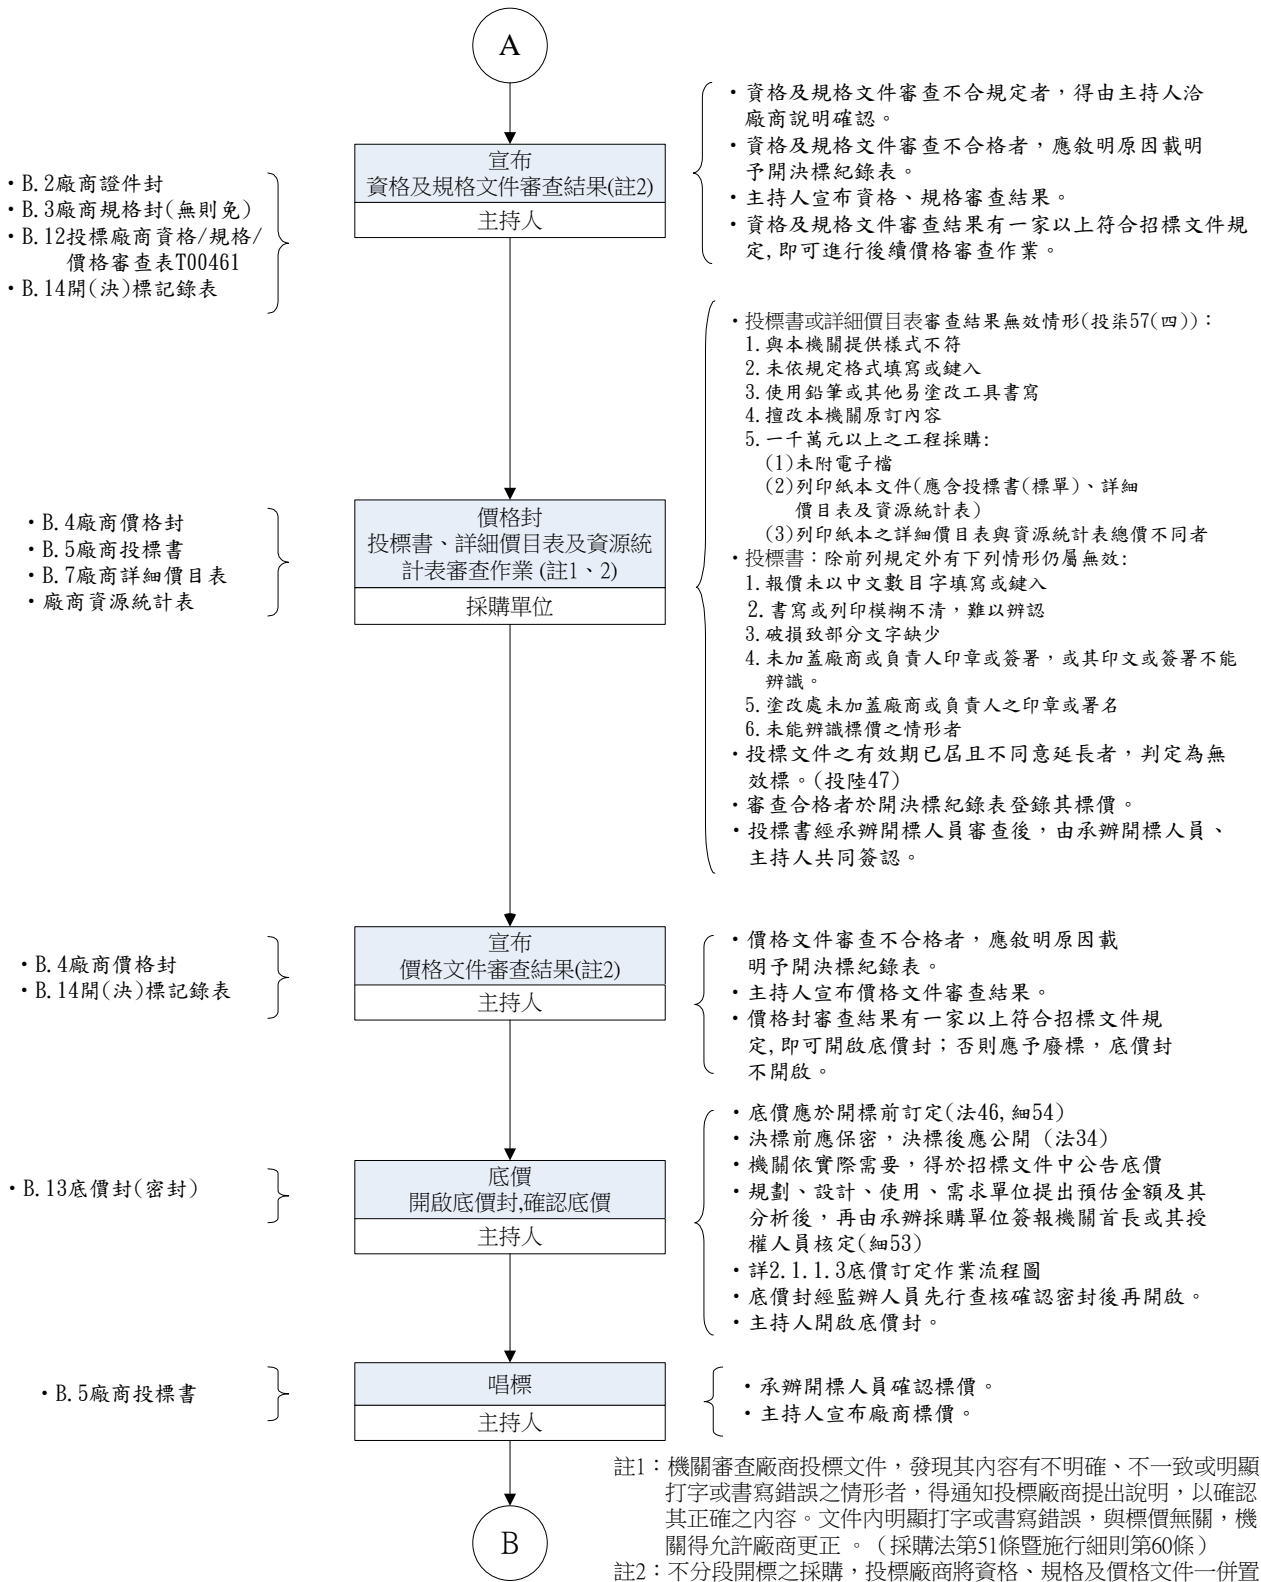 A
宣布
資格及規格文件審查結果(註2)
主持人
・B.2廠商證件封
・B.3廠商規格封(無則免)
・B.12投標廠商資格/規格/
價格審查表T00461
・B.14開(決)標記錄表
・資格及規格文件審查不合規定者，得由主持人洽
廠商說明確認。
・資格及規格文件審查不合格者，應敘明原因載明
予開決標紀錄表。
・主持人宣布資格、規格審查結果。
・資格及規格文件審查結果有一家以上符合招標文件規
定,即可進行後續價格審查作業。
價格封
投標書、詳細價目表及資源統
計表審查作業 (註1、2)
採購單位
・B.4廠商價格封
・B.5廠商投標書
・B.7廠商詳細價目表
・廠商資源統計表
・投標書或詳細價目表審查結果無效情形(投柒57(四))：
1.與本機關提供樣式不符
2.未依規定格式填寫或鍵入
3.使用鉛筆或其他易塗改工具書寫
4.擅改本機關原訂內容
5.一千萬元以上之工程採購:
(1)未附電子檔
(2)列印紙本文件(應含投標書(標單)、詳細
價目表及資源統計表)
(3)列印紙本之詳細價目表與資源統計表總價不同者
・投標書：除前列規定外有下列情形仍屬無效:
1.報價未以中文數目字填寫或鍵入
2.書寫或列印模糊不清，難以辨認
3.破損致部分文字缺少
4.未加蓋廠商或負責人印章或簽署，或其印文或簽署不能
辨識。
5.塗改處未加蓋廠商或負責人之印章或署名
6.未能辨識標價之情形者
・投標文件之有效期已屆且不同意延長者，判定為無
效標。(投陸47)
・審查合格者於開決標紀錄表登錄其標價。
・投標書經承辦開標人員審查後，由承辦開標人員、
主持人共同簽認。
宣布
價格文件審查結果(註2)
主持人
・B.4廠商價格封
・B.14開(決)標記錄表
・價格文件審查不合格者，應敘明原因載
明予開決標紀錄表。
・主持人宣布價格文件審查結果。
・價格封審查結果有一家以上符合招標文件規
定,即可開啟底價封；否則應予廢標，底價封
不開啟。
底價
開啟底價封,確認底價
主持人
・B.13底價封(密封)
・底價應於開標前訂定(法46,細54)
・決標前應保密，決標後應公開 (法34)
・機關依實際需要，得於招標文件中公告底價
・規劃、設計、使用、需求單位提出預估金額及其
分析後，再由承辦採購單位簽報機關首長或其授
權人員核定(細53)
・詳2.1.1.3底價訂定作業流程圖
・底價封經監辦人員先行查核確認密封後再開啟。
・主持人開啟底價封。
唱標
主持人
・B.5廠商投標書
・承辦開標人員確認標價。
・主持人宣布廠商標價。
B
註1：機關審查廠商投標文件，發現其內容有不明確、不一致或明顯
打字或書寫錯誤之情形者，得通知投標廠商提出說明，以確認
其正確之內容。文件內明顯打字或書寫錯誤，與標價無關，機
關得允許廠商更正 。（採購法第51條暨施行細則第60條）
註2：不分段開標之採購，投標廠商將資格、規格及價格文件一併置